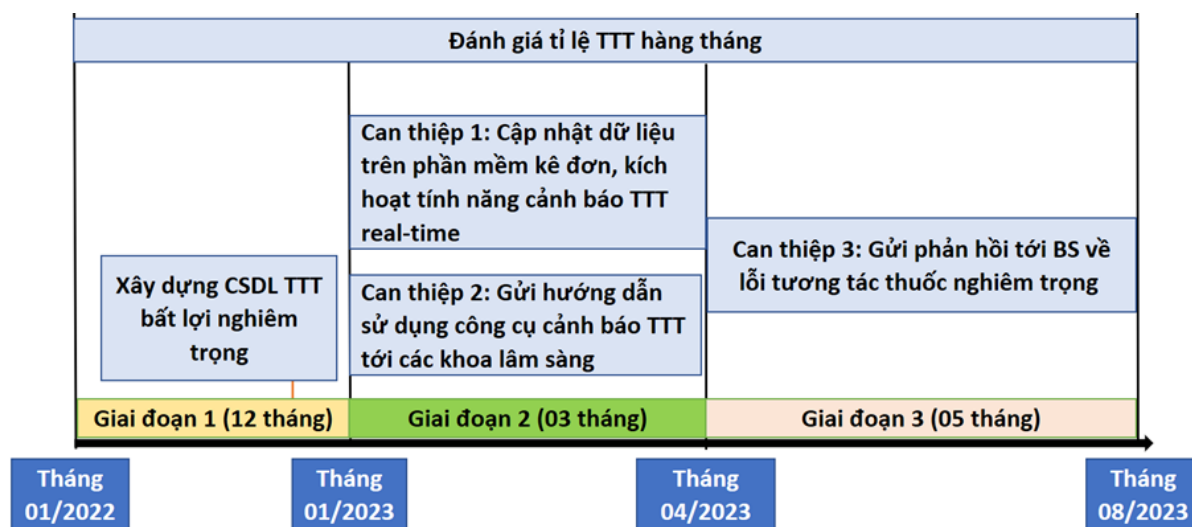 Đánh giá tỉ lệ TTT hàng tháng
Can thiệp 1: Cập nhật dữ liệu
trên phần mềm kê đơn, kích
hoạt tính năng cảnh báo TTT
real-time
Can thiệp 2: Gửi hướng dẫn
sử dụng công cụ cảnh báo TTT
tới các khoa lâm sàng
Xây dựng CSDL TTT
bất lợi nghiêm
trọng
Can thiệp 3: Gửi phản hồi tới BS về
lỗi tương tác thuốc nghiêm trọng
Giai đoạn 1 (12 tháng)
Giai đoạn 2 (03 tháng)
Giai đoạn 3 (05 tháng)
Tháng
01/2022
Tháng
01/2023
Tháng
04/2023
Tháng
08/2023